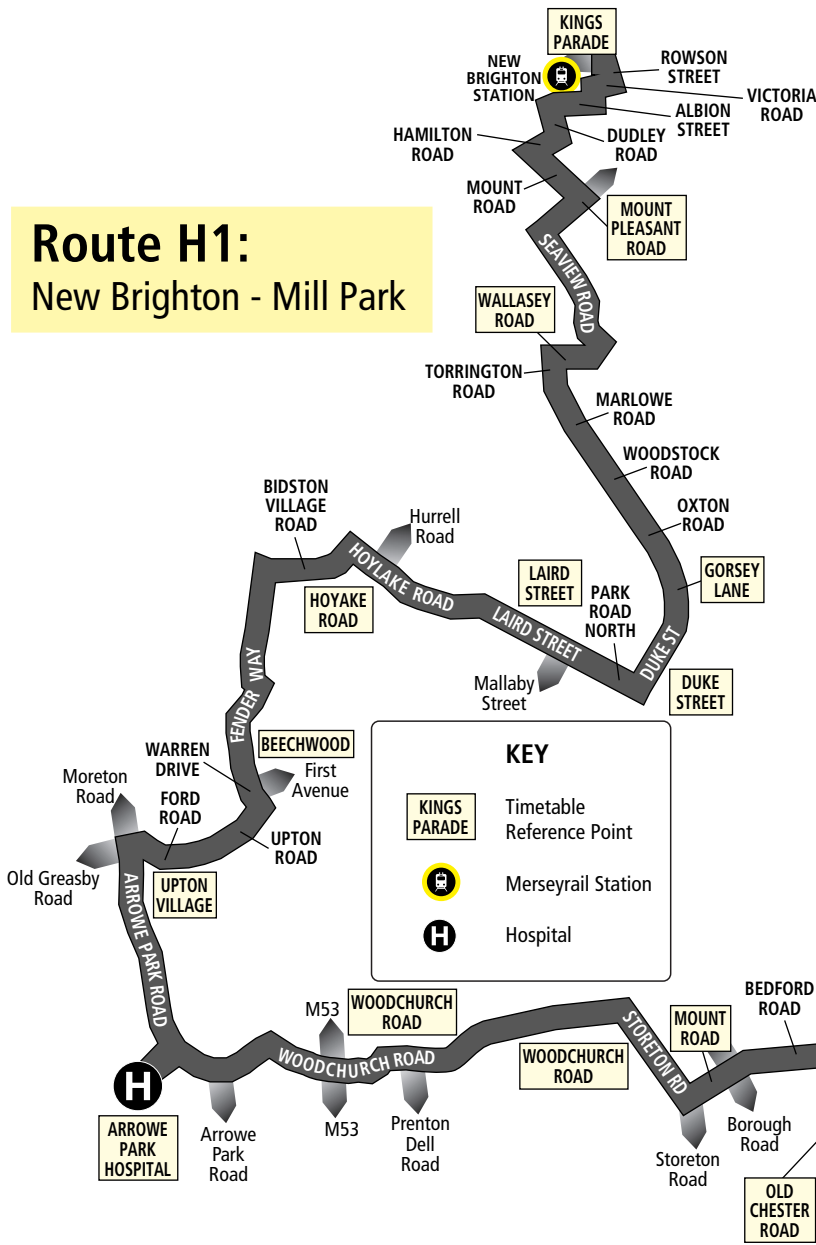 KINGS
PARADE
NEW
BRIGHTON
STATION
ROWSON
STREET
VICTORIA
ROAD
ALBION
STREET
HAMILTON
ROAD
DUDLEY
ROAD
MOUNT
ROAD
MOUNT
PLEASANT
ROAD
Route H1:
New Brighton - Mill Park
SEAVIEW ROAD
WALLASEY
ROAD
TORRINGTON
ROAD
MARLOWE
ROAD
WOODSTOCK
ROAD
OXTON
ROAD
BIDSTON
VILLAGE
ROAD
Hurrell
Road
HOYLAKE ROAD
HOYAKE
ROAD
LAIRD
STREET
PARK
ROAD
NORTH
GORSEY
LANE
LAIRD STREET
DUKE ST
Mallaby
Street
DUKE
STREET
FENDER WAY
BEECHWOOD
WARREN
DRIVE
First
Avenue
Moreton
Road
FORD
ROAD
UPTON
ROAD
Old Greasby
Road
UPTON
VILLAGE
KEY
KINGS
PARADE
Timetable
Reference Point
Merseyrail Station
H
Hospital
ARROWE PARK ROAD
M53
WOODCHURCH
ROAD
WOODCHURCH ROAD
WOODCHURCH
ROAD
STORETON RD
MOUNT
ROAD
BEDFORD
ROAD
H
ARROWE
PARK
HOSPITAL
Arrowe
Park
Road
M53
Prenton
Dell
Road
Storeton
Road
Borough
Road
OLD
CHESTER
ROAD